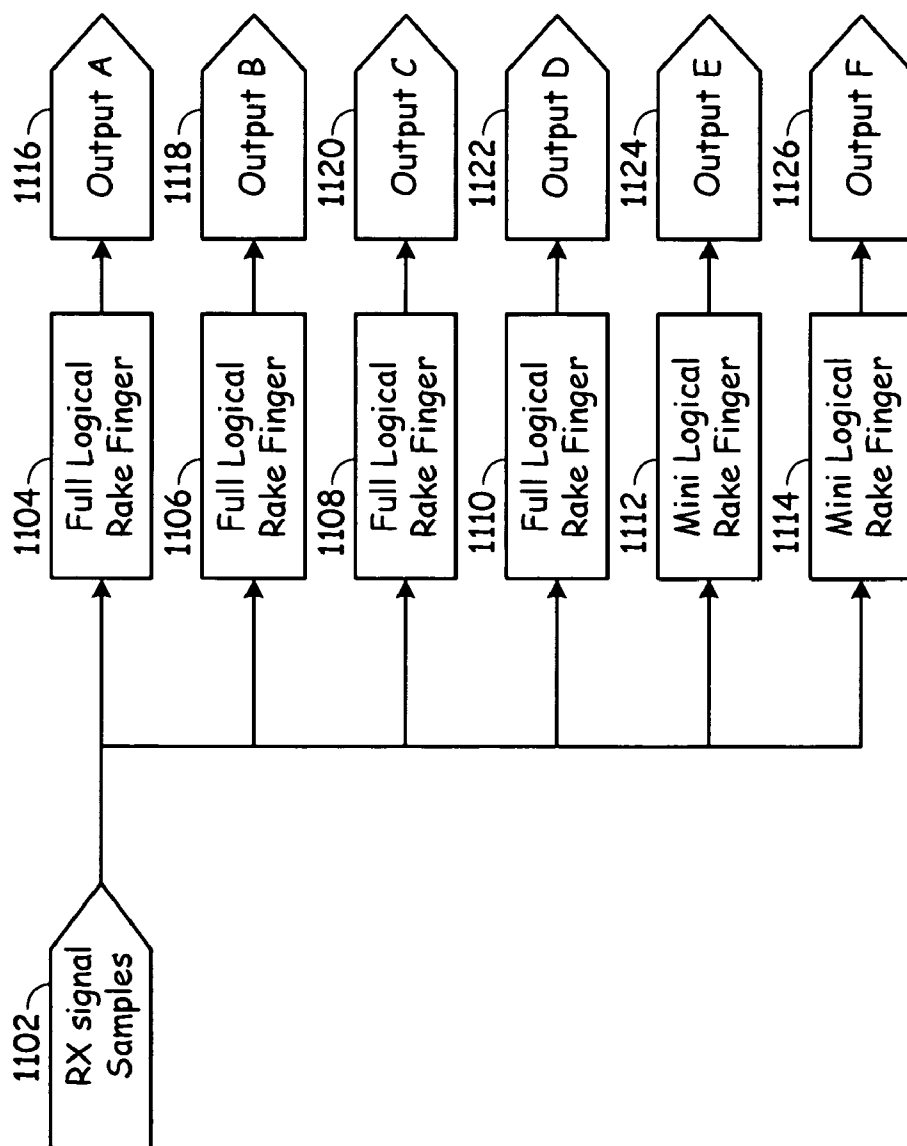 1102
RX signal
Samples
1104
Full Logical
Rake Finger
1116
Output A
1106
Full Logical
Rake Finger
1118
Output B
1108
Full Logical
Rake Finger
1120
Output C
1110
Full Logical
Rake Finger
1122
Output D
1112
Mini Logical
Rake Finger
1124
Output E
1114
Mini Logical
Rake Finger
1126
Output F